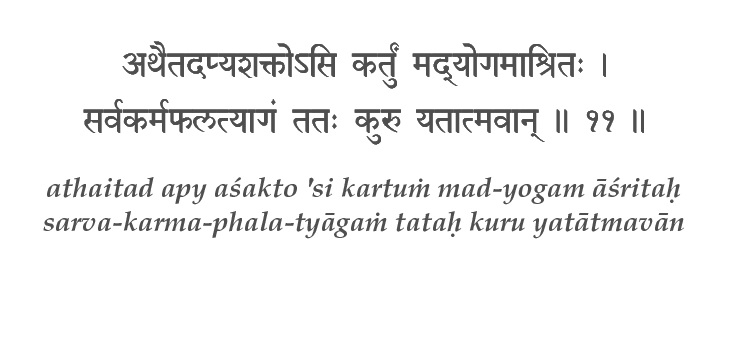 अथैतदप्यशक्तोऽसि कर्तुं मद्योगमाश्रितः ।
सर्वकर्मफलत्यागं ततः कुरु यतात्मवान् ॥ ११ ॥
athaitad apy aśakto 'si kartuṁ mad-yogam āśritaḥ
sarva-karma-phala-tyāgaṁ tataḥ kuru yatātmavān